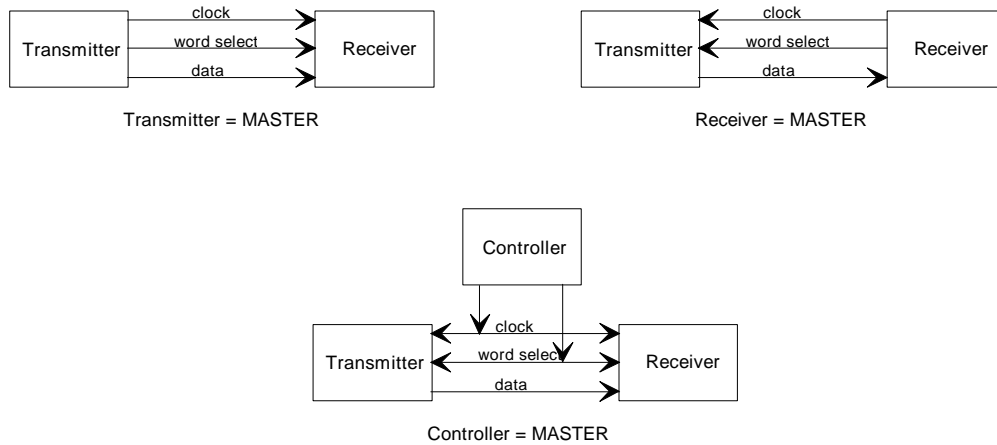 clock
Transmitter
word select
Receiver
data
Transmitter = MASTER
clock
Transmitter
word select
Receiver
data
Receiver = MASTER
Controller
clock
Transmitter
word select
Receiver
data
Controller = MASTER